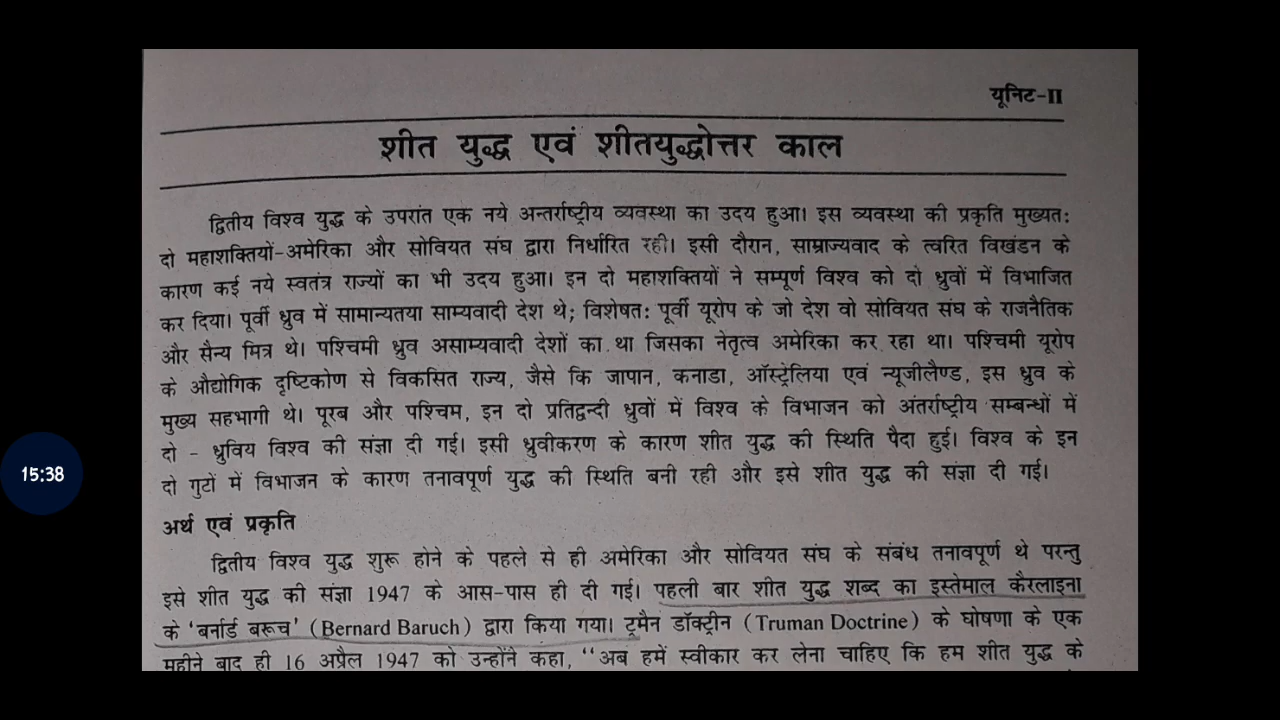 यूनिट-II
शीत युद्ध एवं शीतयुद्धोत्तर काल
द्वितीय विश्व युद्ध के उपरांत एक नये अन्तर्राष्ट्रीय व्यवस्था का उदय हुआ। इस व्यवस्था की प्रकृति मुख्यतः
दो महाशक्तियों-अमेरिका और सोवियत संघ द्वारा निर्धारित रही। इसी दौरान, साम्राज्यवाद के त्वरित विखंडन के
कारण कई नये स्वतंत्र राज्यों का भी उदय हुआ। इन दो महाशक्तियों ने सम्पूर्ण विश्व को दो ध्रुवों में विभाजित
कर दिया। पूर्वी ध्रुव में सामान्यतया साम्यवादी देश थे; विशेषतः पूर्वी यूरोप के जो देश वो सोवियत संघ के राजनैतिक
और सैन्य मित्र थे। पश्चिमी ध्रुव असाम्यवादी देशों का था जिसका नेतृत्व अमेरिका कर रहा था। पश्चिमी यूरोप
के औद्योगिक दृष्टिकोण से विकसित राज्य, जैसे कि जापान, कनाडा, ऑस्ट्रेलिया एवं न्यूजीलैण्ड, इस ध्रुव के
मुख्य सहभागी थे। पूरब और पश्चिम, इन दो प्रतिद्वन्दी ध्रुवों में विश्व के विभाजन को अंतर्राष्ट्रीय सम्बन्धों में
दो - ध्रुविय विश्व की संज्ञा दी गई। इसी ध्रुवीकरण के कारण शीत युद्ध की स्थिति पैदा हुई। विश्व के इन
दो गुटों में विभाजन के कारण तनावपूर्ण युद्ध की स्थिति बनी रही और इसे शीत युद्ध की संज्ञा दी गई।
15:38
अर्थ एवं प्रकृति
द्वितीय विश्व युद्ध शुरू होने के पहले से ही अमेरिका और सोवियत संघ के संबंध तनावपूर्ण थे परन्तु
इसे शीत युद्ध की संज्ञा 1947 के आस-पास ही दी गई। पहली बार शीत युद्ध शब्द का इस्तेमाल कैरलाइना
के ‘बर्नार्ड बरूच’ (Bernard Baruch) द्वारा किया गया। ट्रमैन डॉक्ट्रीन (Truman Doctrine) के घोषणा के एक
महीने बाद ही 16 अप्रैल 1947 को उन्होंने कहा, “अब हमें स्वीकार कर लेना चाहिए कि हम शीत युद्ध के